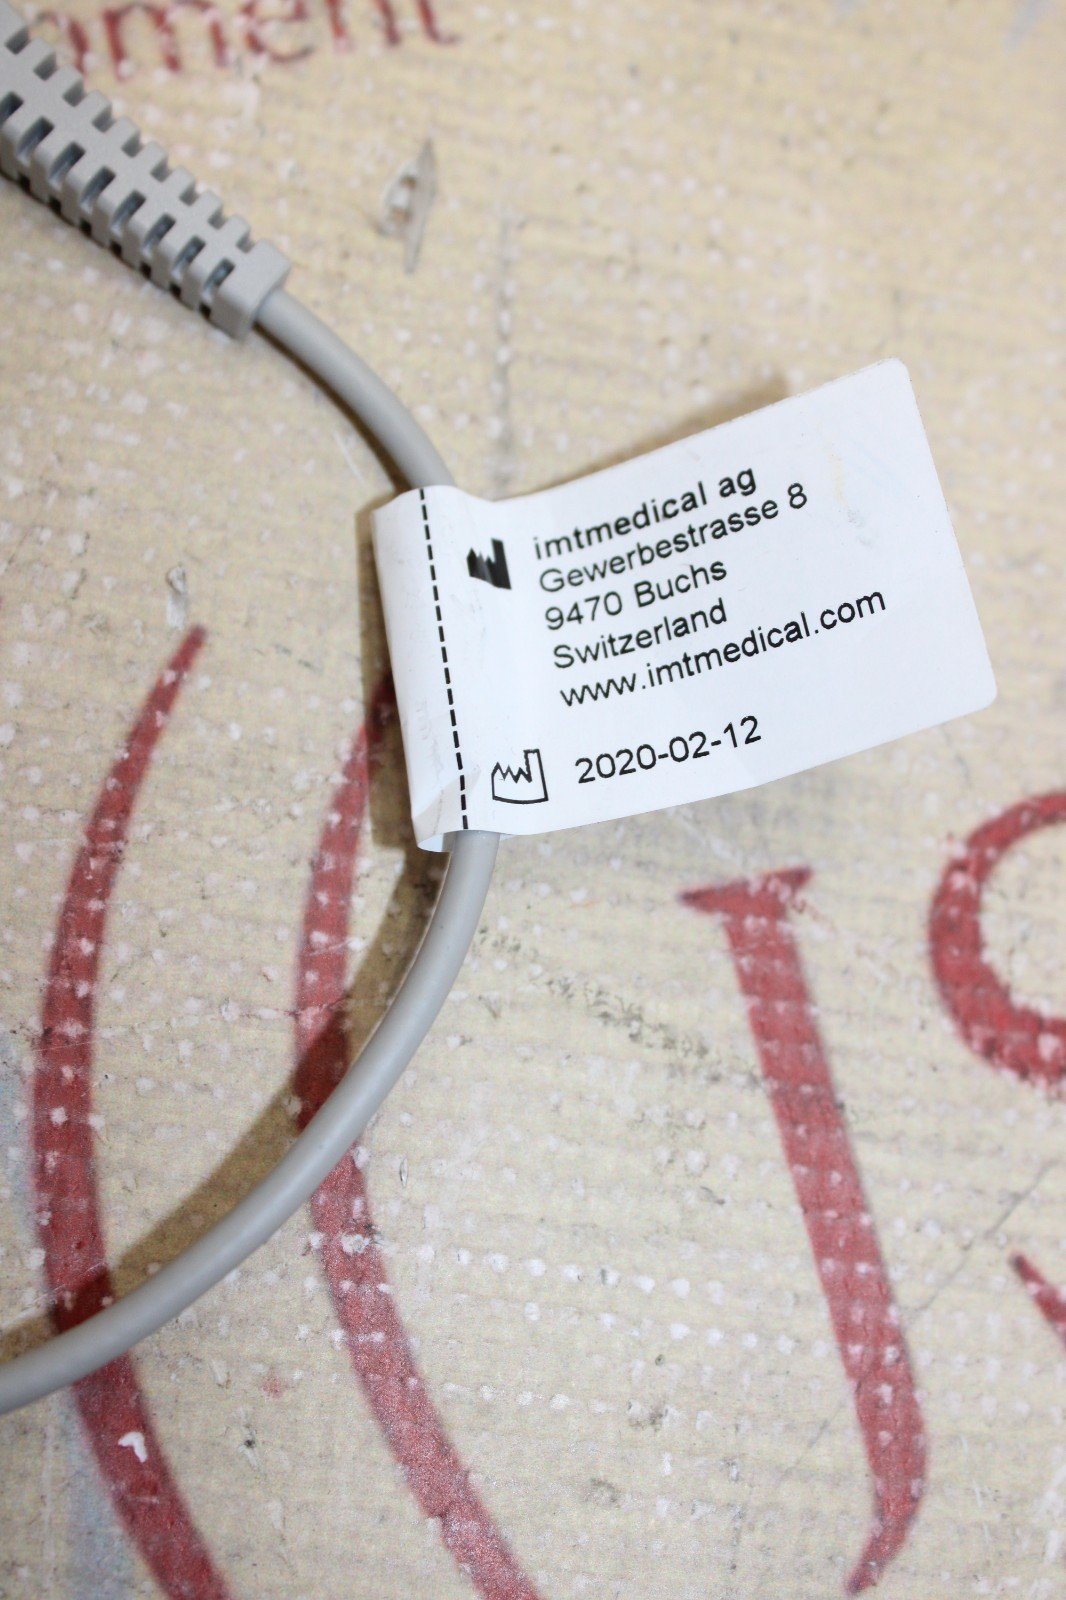 imtmedical ag
Gewerbestrasse 8
9470 Buchs
Switzerland
www.imtmedical.com
2020-02-12